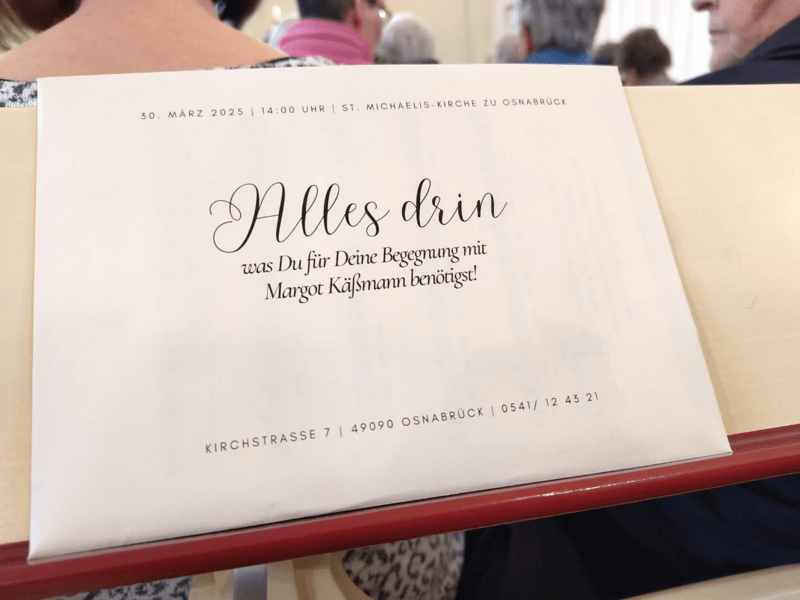 30. MÄRZ 2025 | 14:00 UHR | ST. MICHAELIS-KIRCHE ZU OSNABRÜCK
Alles drin
was Du für Deine Begegnung mit
Margot Käßmann benötigst!
KIRCHSTRASSE 7 | 49090 OSNABRÜCK | 0541/ 12 43 21